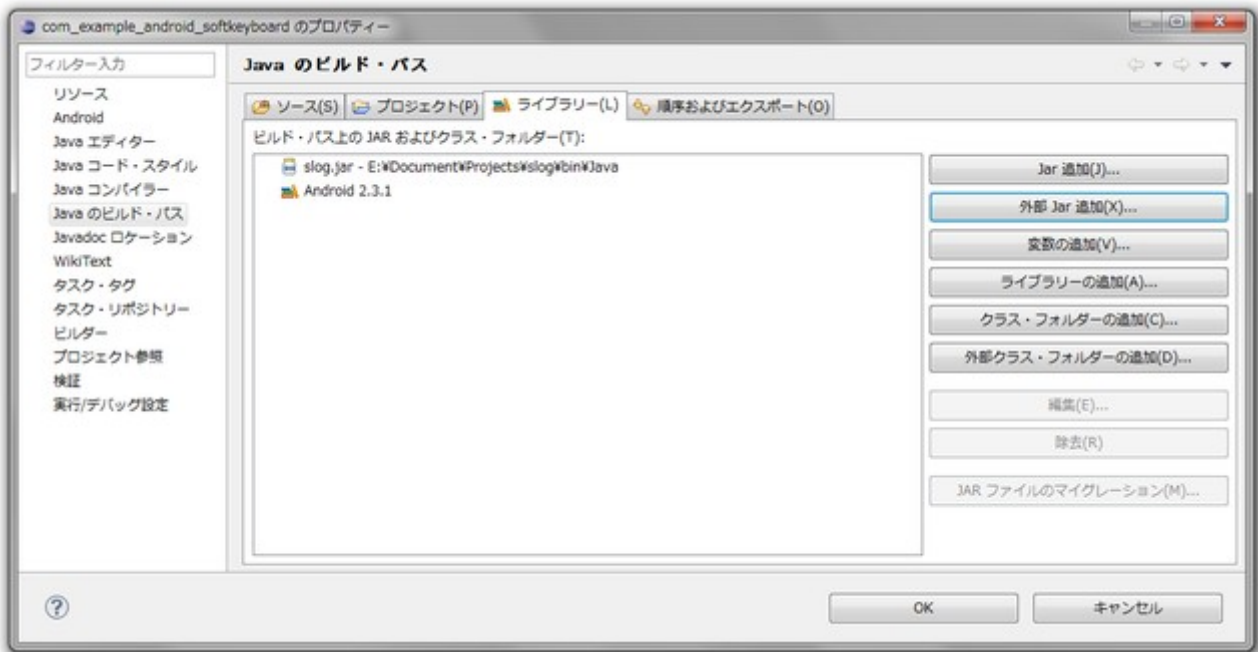 com_example_android_softkeyboard のプロパティー
フィルター入力
リソース
Android
Java エディター
Java コード・スタイル
Java コンパイラー
Java のビルド・パス
Javadoc ロケーション
WikiText
タスク・タグ
タスク・リポジトリー
ビルダー
プロジェクト参照
検証
実行/デバッグ設定
Java のビルド・パス
ソース(S) プロジェクト(P) ライブラリー(L) 順序およびエクスポート(O)
ビルド・パス上の JAR およびクラス・フォルダー(T):
slog.jar - E:¥Document¥Projects¥slog¥bin¥Java
Android 2.3.1
Jar 追加(J)...
外部 Jar 追加(X)...
変数の追加(V)...
ライブラリーの追加(A)...
クラス・フォルダーの追加(C)...
外部クラス・フォルダーの追加(D)...
編集(E)...
除去(R)
JAR ファイルのマイグレーション(M)...
OK キャンセル